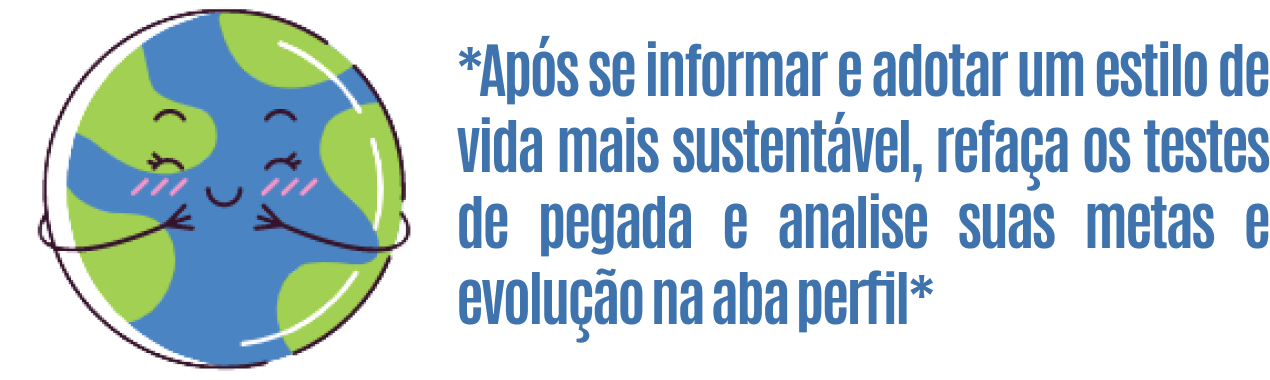 *Após se informar e adotar um estilo de
vida mais sustentável, refaça os testes
de pegada e analise suas metas e
evolução na aba perfil*